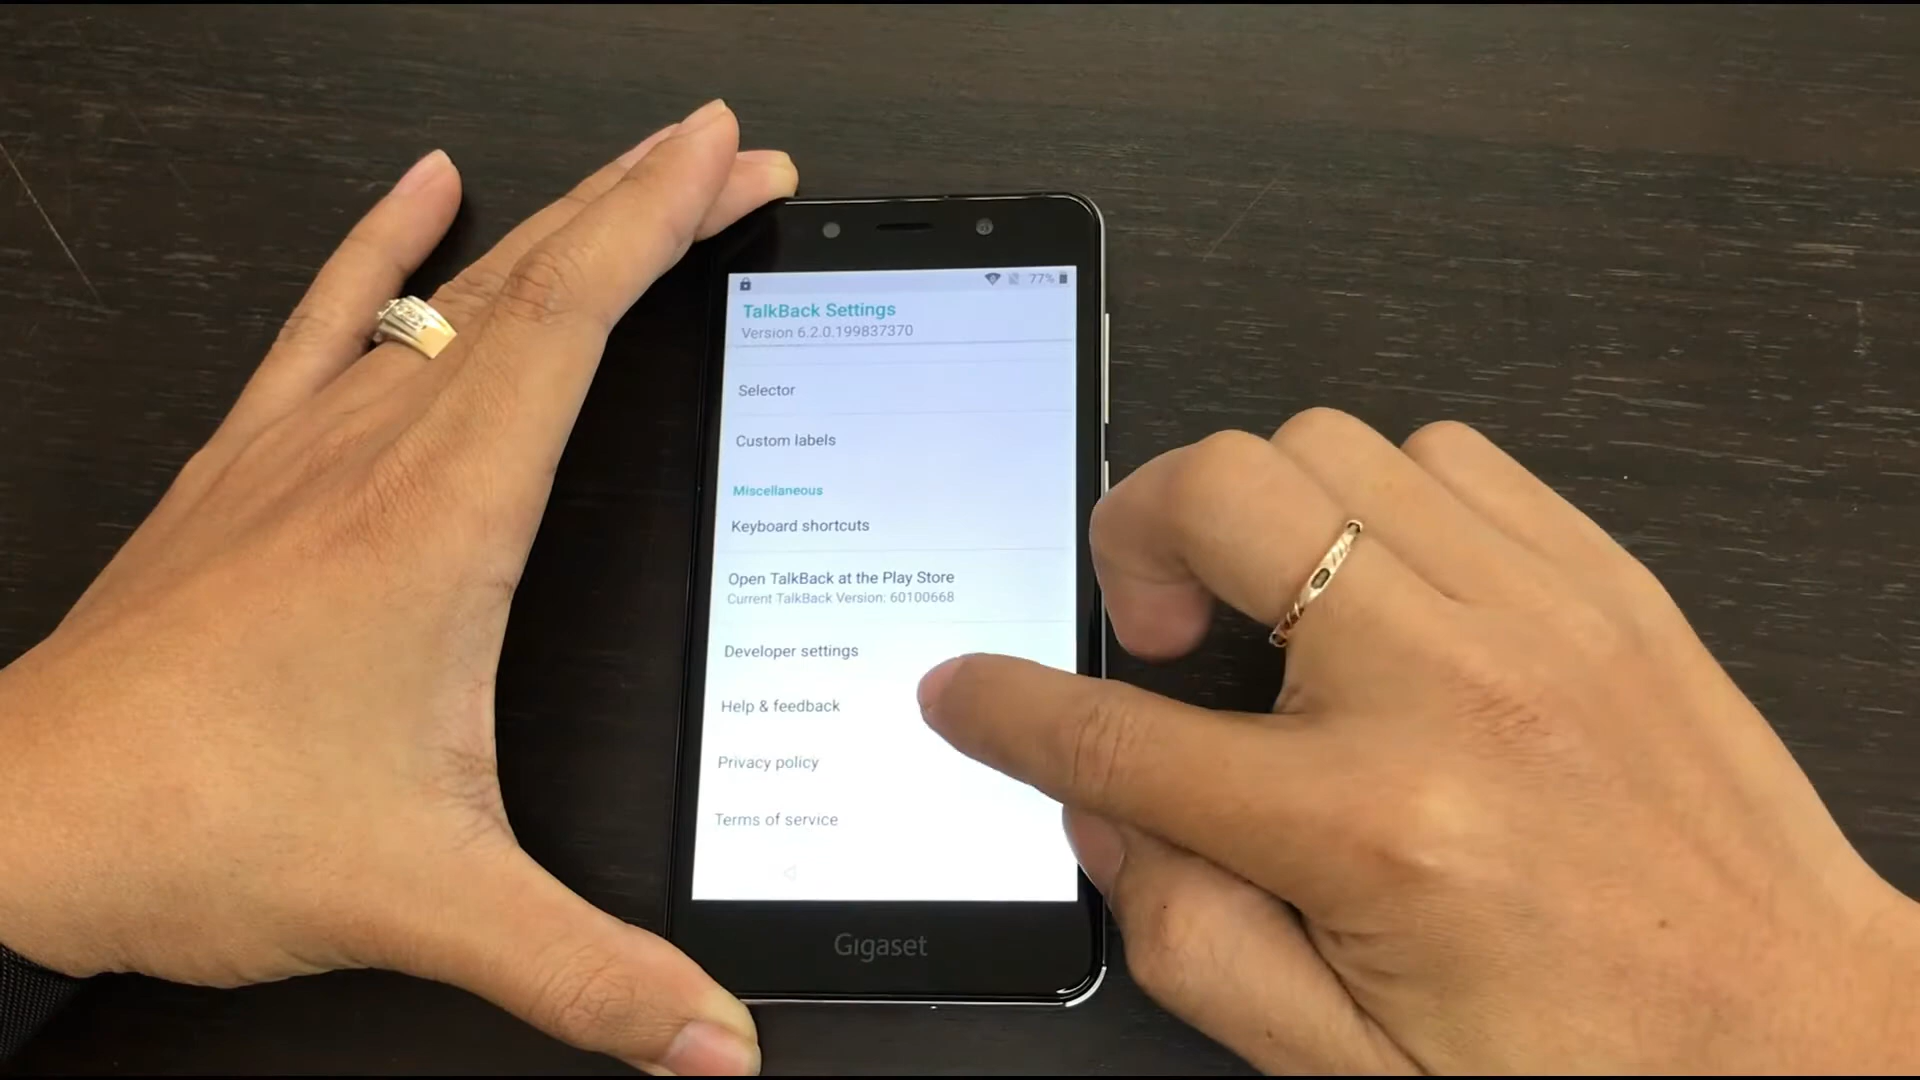 77%
TalkBack Settings
Version 6.2.0.199837370
Selector
Custom labels
Miscellaneous
Keyboard shortcuts
Open TalkBack at the Play Store
Current TalkBack Version: 60100668
Developer settings
Help & feedback
Privacy policy
Terms of service
Gigaset